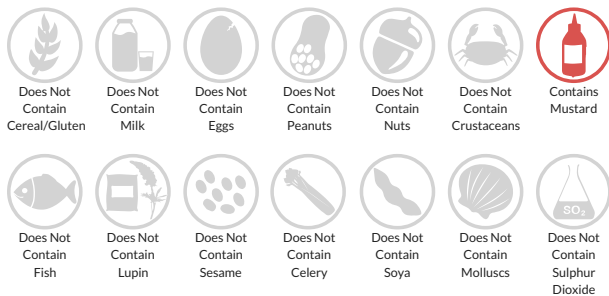 Does Not
Contain
Cereal/Gluten
Does Not
Contain
Milk
Does Not
Contain
Eggs
Does Not
Contain
Peanuts
Does Not
Contain
Nuts
Does Not
Contain
Crustaceans
Contains
Mustard
Does Not
Contain
Fish
Does Not
Contain
Lupin
Does Not
Contain
Sesame
Does Not
Contain
Celery
Does Not
Contain
Soya
Does Not
Contain
Molluscs
SO₂
Does Not
Contain
Sulphur
Dioxide